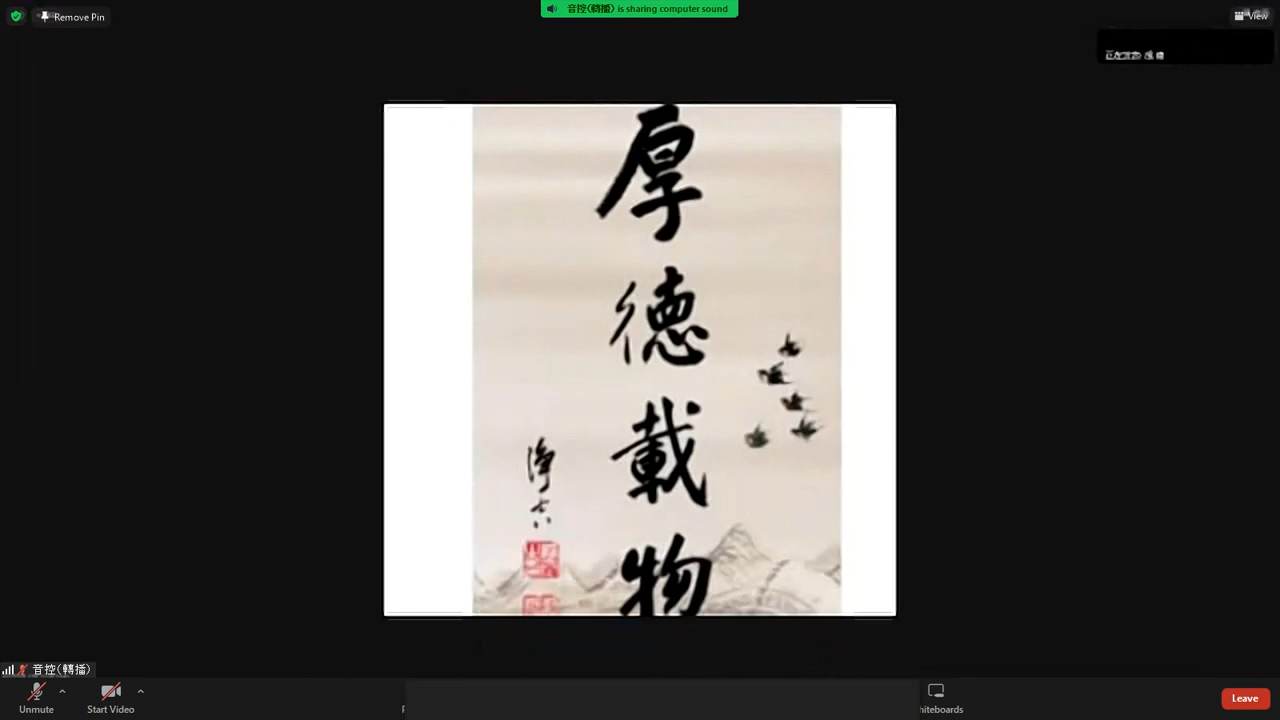 音控(轉播) is sharing computer sound
Remove Pin
View
厚德載物
音控(轉播)
Unmute
Start Video
hiteboards
Leave